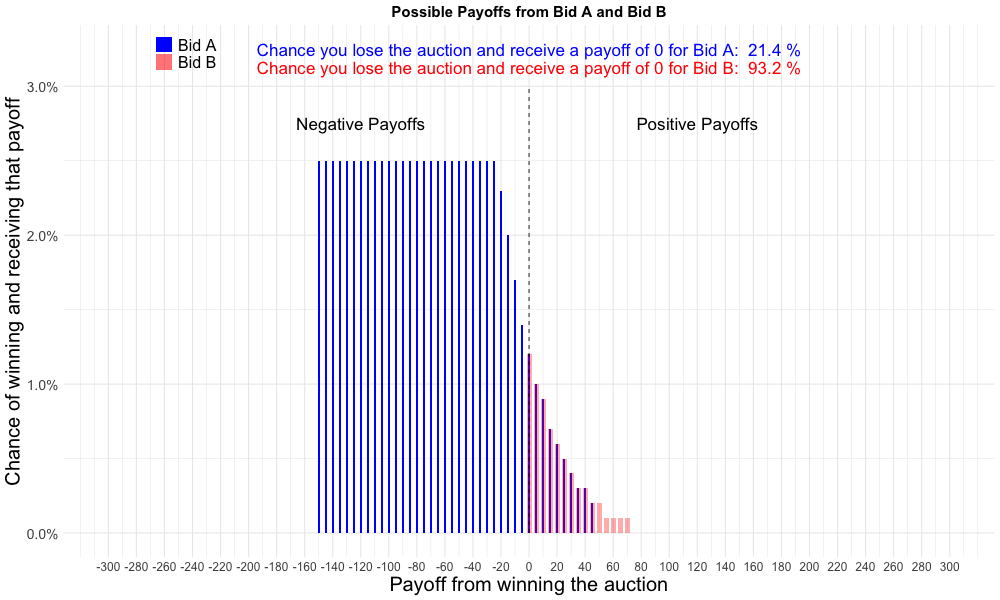 Possible Payoffs from Bid A and Bid B
Bid A
Bid B
Chance you lose the auction and receive a payoff of 0 for Bid A:  21.4 %
Chance you lose the auction and receive a payoff of 0 for Bid B:  93.2 %
Negative Payoffs
Positive Payoffs
Chance of winning and receiving that payoff
3.0%
2.0%
1.0%
0.0%
-300 -280 -260 -240 -220 -200 -180 -160 -140 -120 -100 -80 -60 -40 -20 0 20 40 60 80 100 120 140 160 180 200 220 240 260 280 300
Payoff from winning the auction